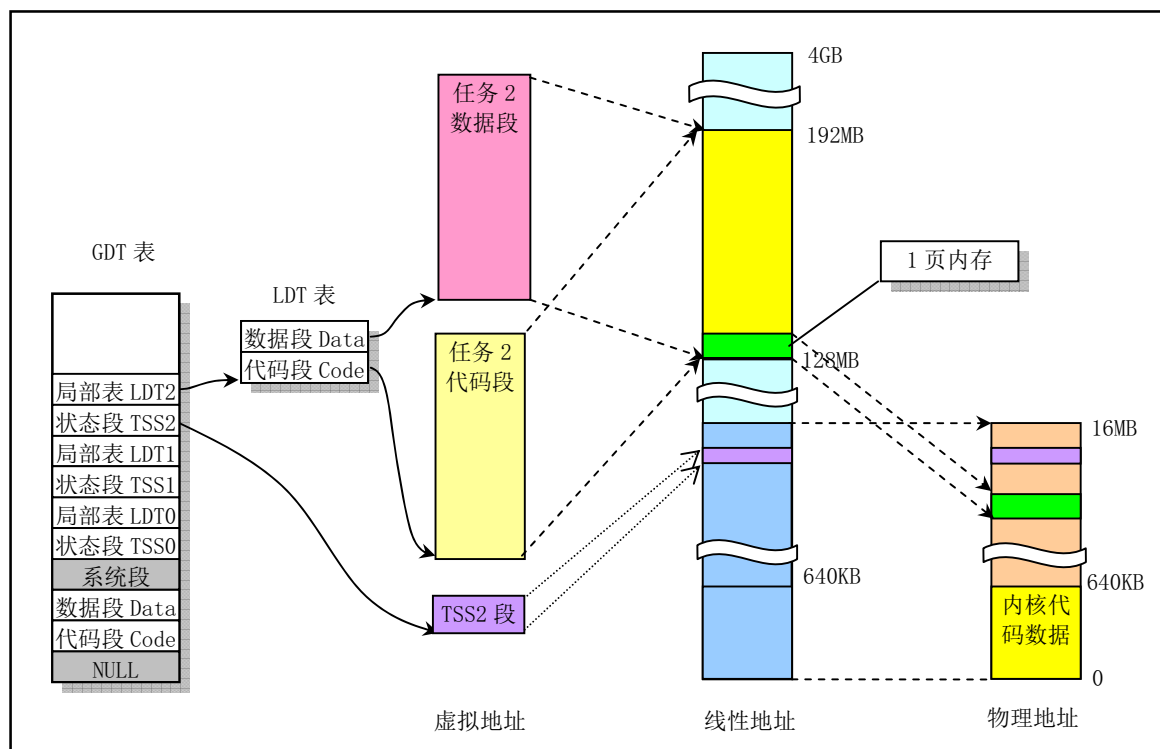 GDT 表
局部表 LDT2
状态段 TSS2
局部表 LDT1
状态段 TSS1
局部表 LDT0
状态段 TSS0
系统段
数据段 Data
代码段 Code
NULL
LDT 表
数据段 Data
代码段 Code
任务 2
数据段
任务 2
代码段
TSS2 段
虚拟地址
4GB
192MB
128MB
640KB
线性地址
1 页内存
16MB
640KB
内核代
码数据
0
物理地址